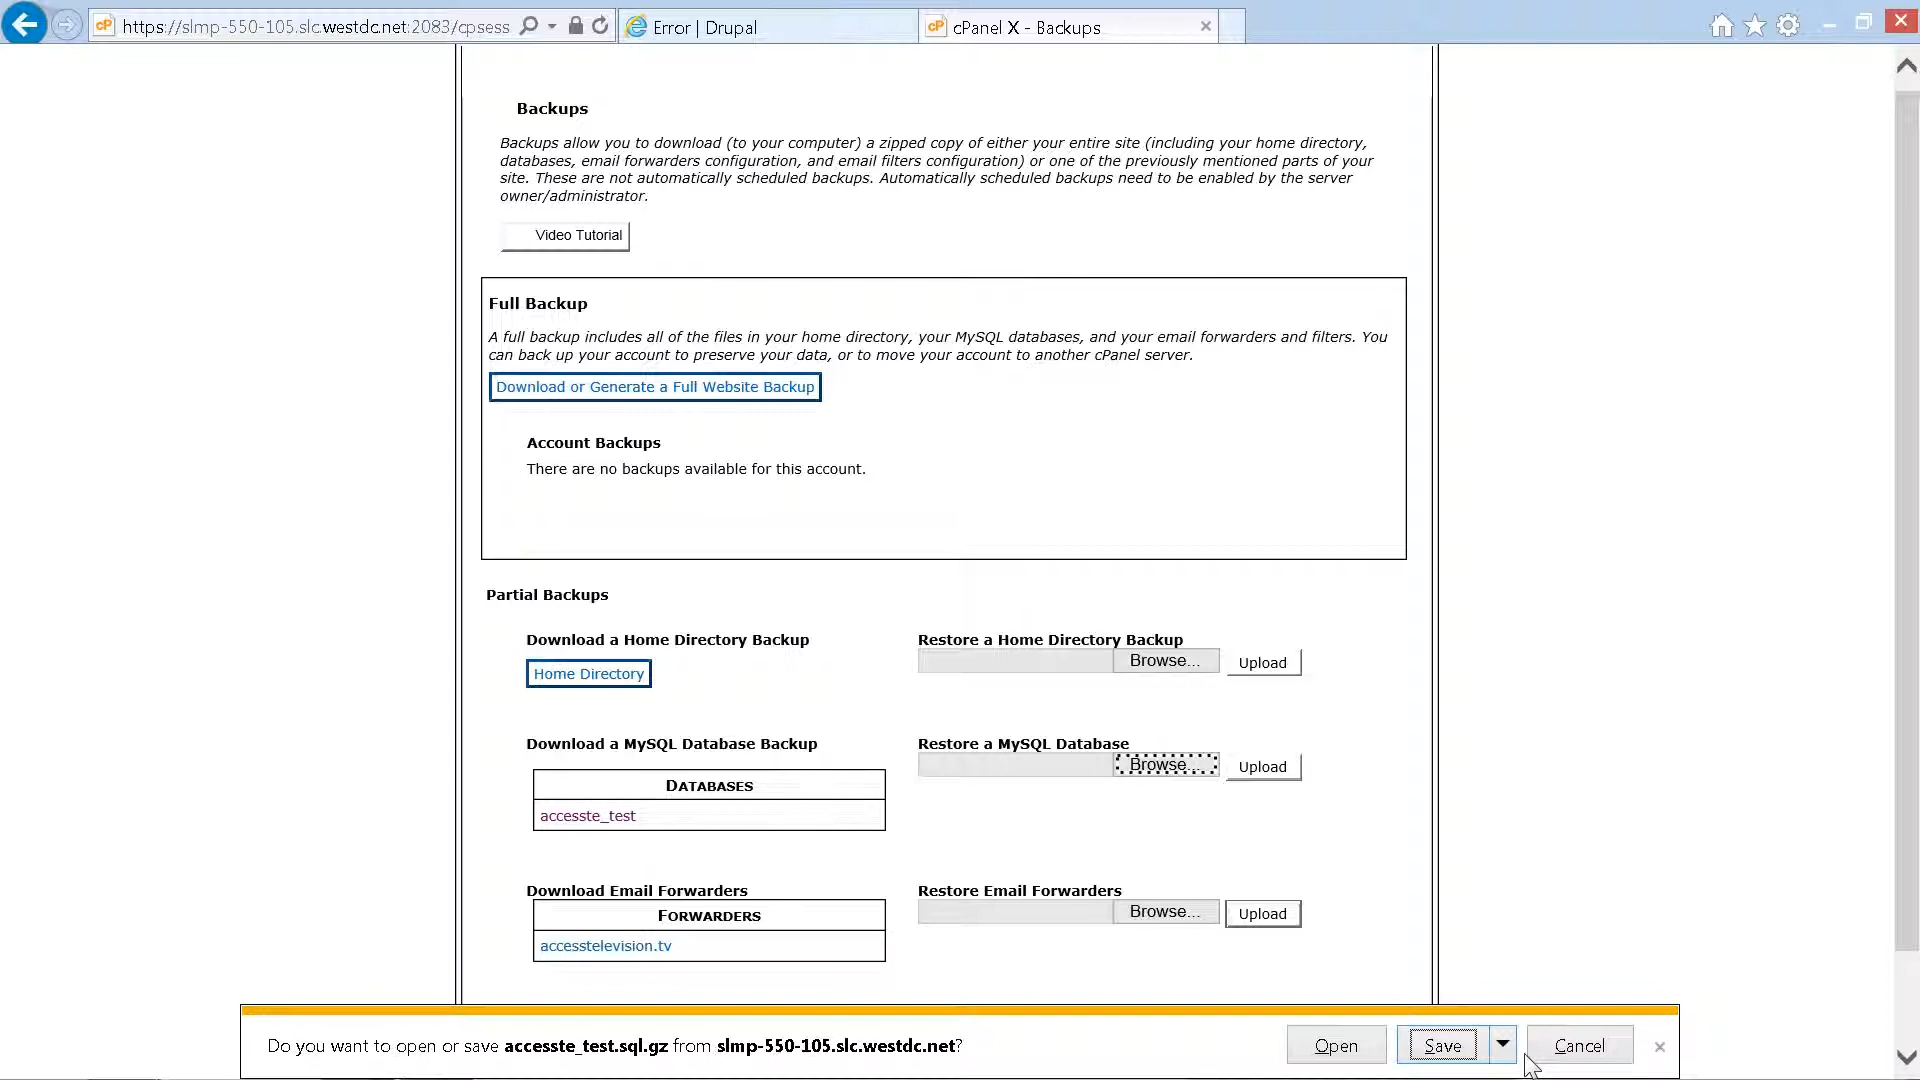 https://slmp-550-105.slc.westdc.net:2083/cpsess
Error | Drupal
cP cPanel X - Backups
Backups
Backups allow you to download (to your computer) a zipped copy of either your entire site (including your home directory,
databases, email forwarders configuration, and email filters configuration) or one of the previously mentioned parts of your
site. These are not automatically scheduled backups. Automatically scheduled backups need to be enabled by the server
owner/administrator.
Video Tutorial
Full Backup
A full backup includes all of the files in your home directory, your MySQL databases, and your email forwarders and filters. You
can back up your account to preserve your data, or to move your account to another cPanel server.
Download or Generate a Full Website Backup
Account Backups
There are no backups available for this account.
Partial Backups
Download a Home Directory Backup
Home Directory
Restore a Home Directory Backup
Browse... Upload
Download a MySQL Database Backup
DATABASES
accesste_test
Restore a MySQL Database
Browse... Upload
Download Email Forwarders
FORWARDERS
accesstelevision.tv
Restore Email Forwarders
Browse... Upload
Do you want to open or save accesste_test.sql.gz from slmp-550-105.slc.westdc.net?
Open Save Cancel